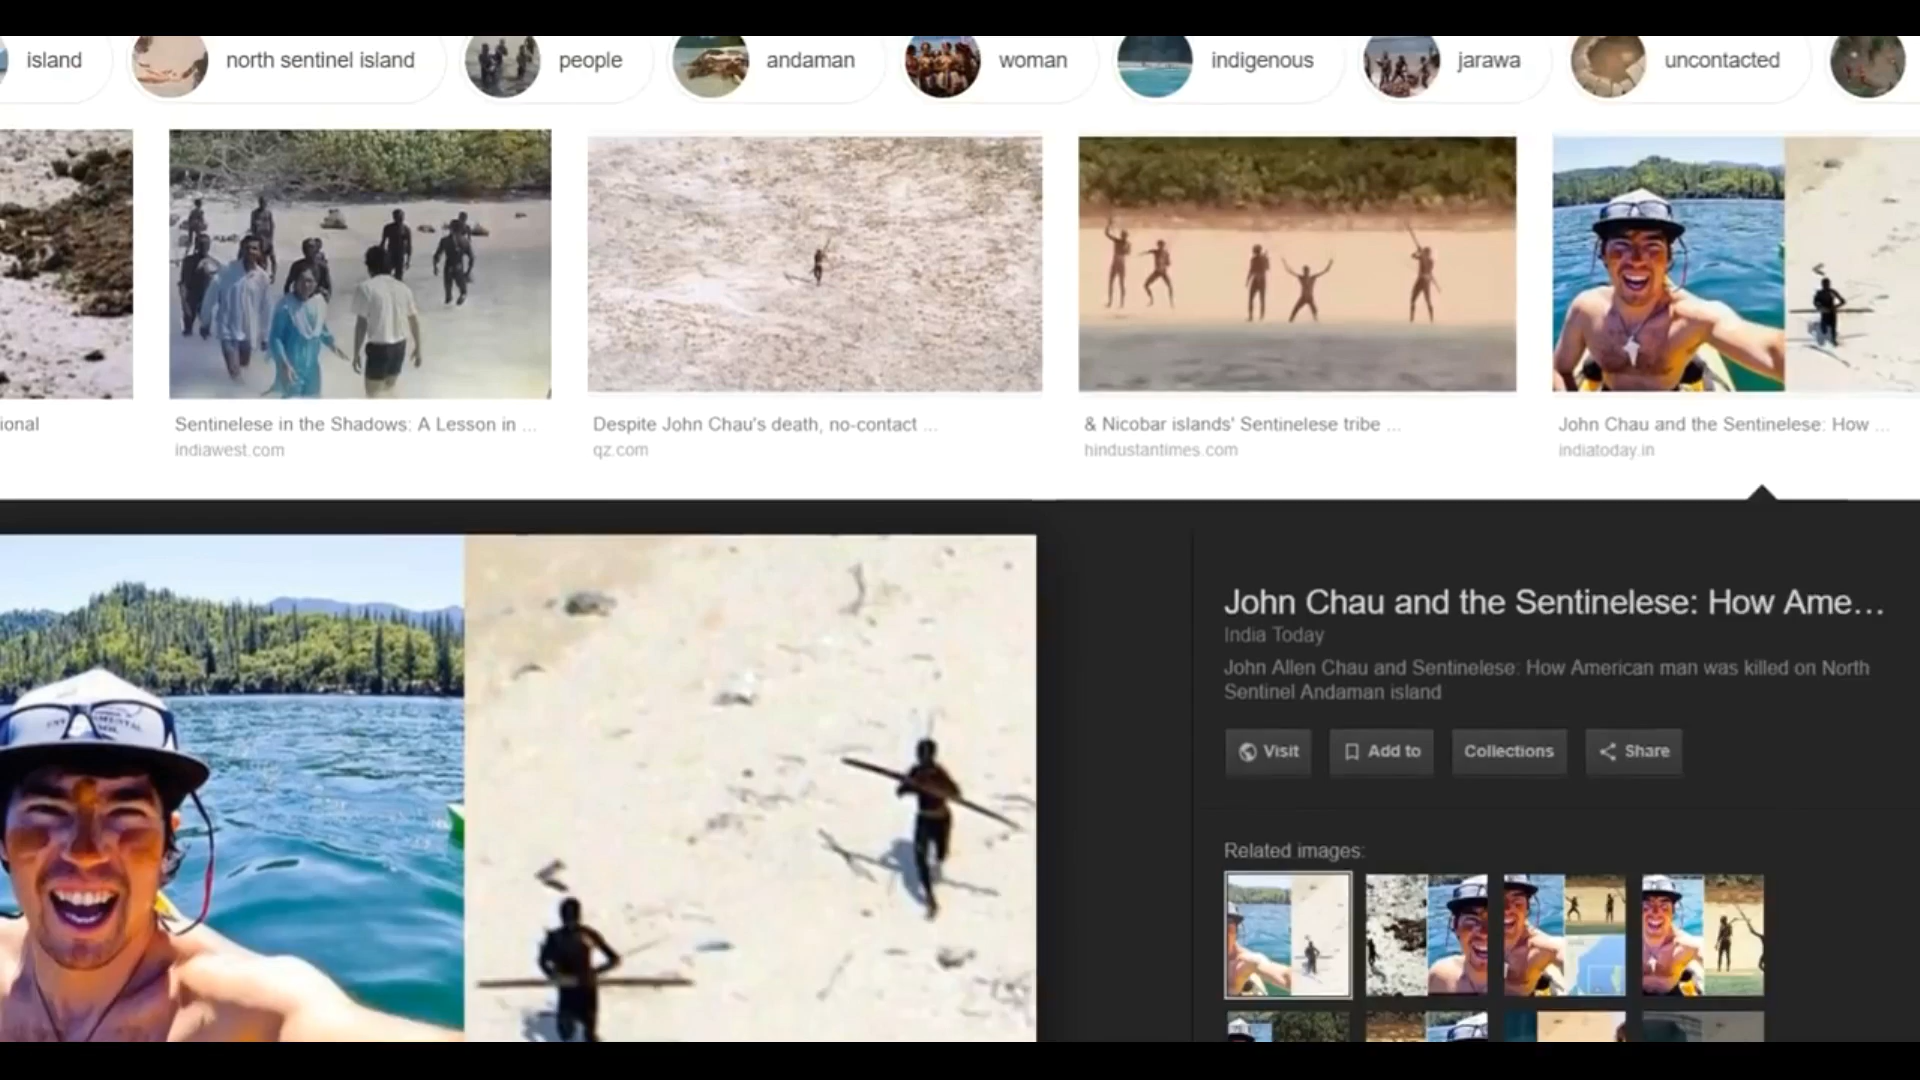 island
north sentinel island
people
andaman
woman
indigenous
jarawa
uncontacted
ional
Sentinelese in the Shadows: A Lesson in ...
indiawest.com
Despite John Chau's death, no-contact ...
qz.com
& Nicobar islands' Sentinelese tribe ...
hindustantimes.com
John Chau and the Sentinelese: How ...
indiatoday.in
John Chau and the Sentinelese: How Ame...
India Today
John Allen Chau and Sentinelese: How American man was killed on North
Sentinel Andaman island
Visit
Add to
Collections
Share
Related images: